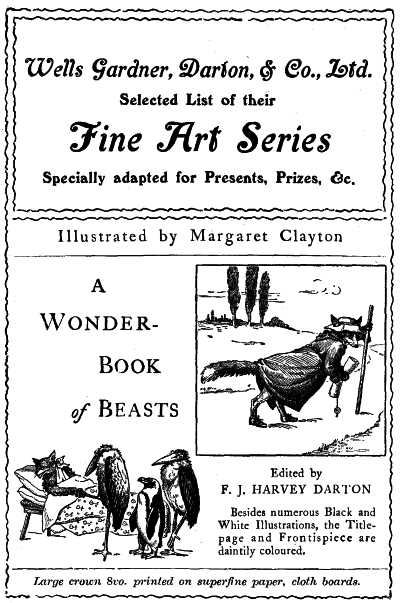 Wells Gardner, Darton, & Co., Ltd.
Selected List of their
Fine Art Series
Specially adapted for Presents, Prizes, &c.
Illustrated by Margaret Clayton
A
WONDER-
BOOK
of BEASTS
Edited by
F. J. HARVEY DARTON
Besides numerous Black and
White Illustrations, the Title-
page and Frontispiece are
daintily coloured.
Large crown 8vo. printed on superfine paper, cloth boards.